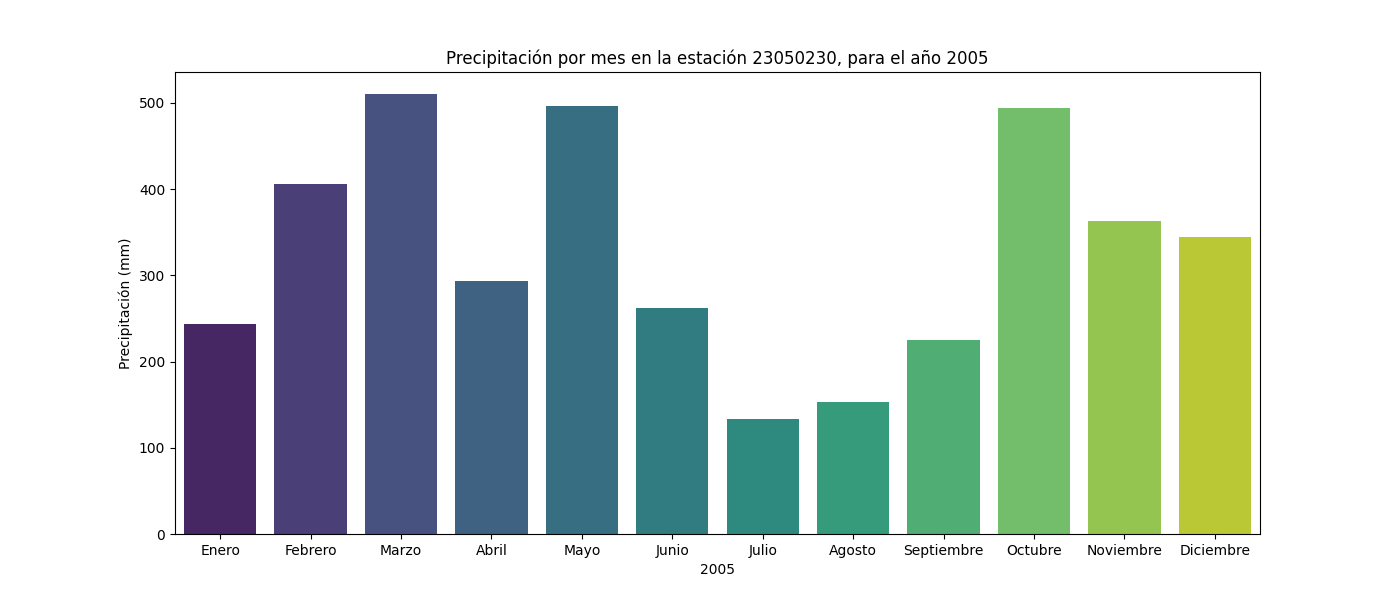 Precipitación por mes en la estación 23050230, para el año 2005
Precipitación (mm)
500
400
300
200
100
0
Enero Febrero Marzo Abril Mayo Junio Julio Agosto Septiembre Octubre Noviembre Diciembre
2005